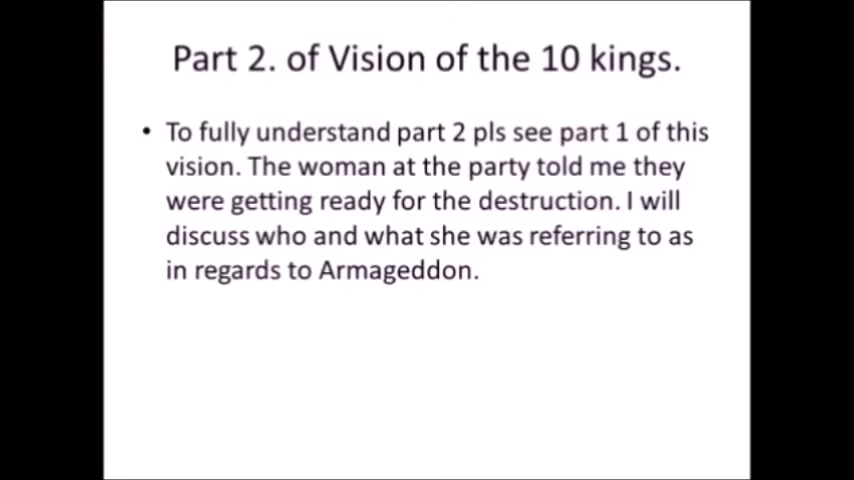 Part 2. of Vision of the 10 kings.
• To fully understand part 2 pls see part 1 of this
vision. The woman at the party told me they
were getting ready for the destruction. I will
discuss who and what she was referring to as
in regards to Armageddon.